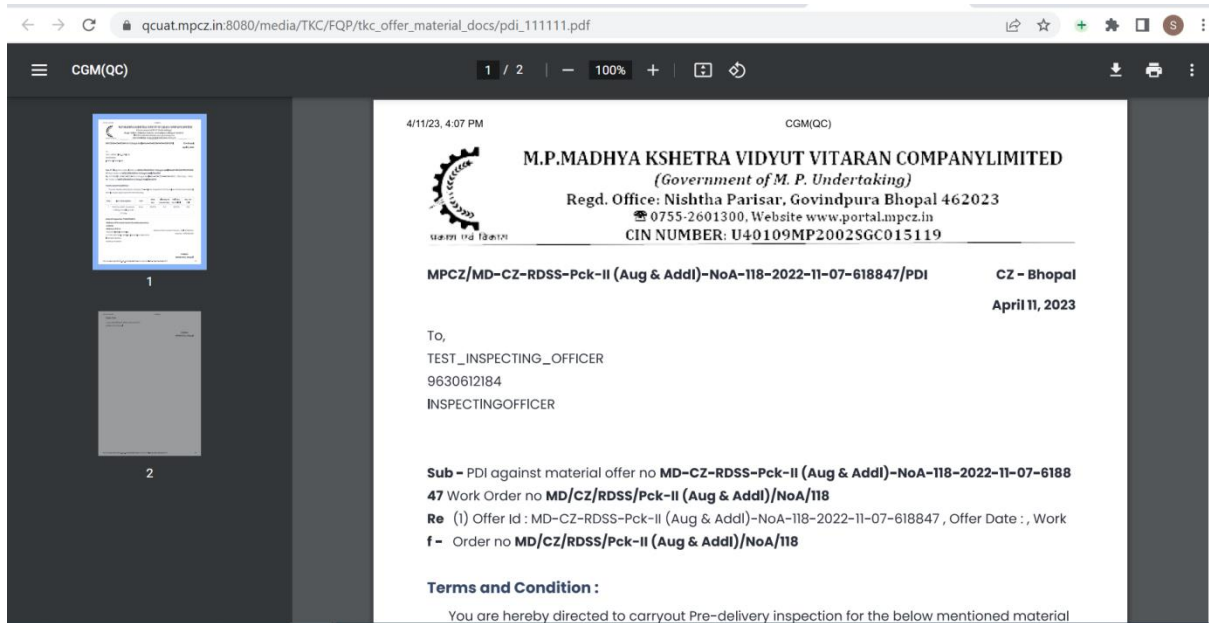 qcuat.mpcz.in:8080/media/TKC/FQP/tkc_offer_material_docs/pdi_111111.pdf
S
CGM(QC)
1 / 2 | — 100% +
1
2
4/11/23, 4:07 PM CGM(QC)
M.P.MADHYA KSHETRA VIDYUT VITARAN COMPANYLIMITED
(Government of M. P. Undertaking)
Regd. Office: Nishtha Parisar, Govindpura Bhopal 462023
☎ 0755-2601300, Website www.portal.mpcz.in
CIN NUMBER: U40109MP2002SGC015119
प्रकाश एवं विकास
MPCZ/MD-CZ-RDSS-Pck-II (Aug & Addl)-NoA-118-2022-11-07-618847/PDI CZ - Bhopal
April 11, 2023
To,
TEST_INSPECTING_OFFICER
9630612184
INSPECTINGOFFICER
Sub - PDI against material offer no MD-CZ-RDSS-Pck-II (Aug & Addl)-NoA-118-2022-11-07-6188
47 Work Order no MD/CZ/RDSS/Pck-II (Aug & Addl)/NoA/118
Re (1) Offer Id : MD-CZ-RDSS-Pck-II (Aug & Addl)-NoA-118-2022-11-07-618847 , Offer Date : , Work
f - Order no MD/CZ/RDSS/Pck-II (Aug & Addl)/NoA/118
Terms and Condition :
You are hereby directed to carryout Pre-delivery inspection for the below mentioned material